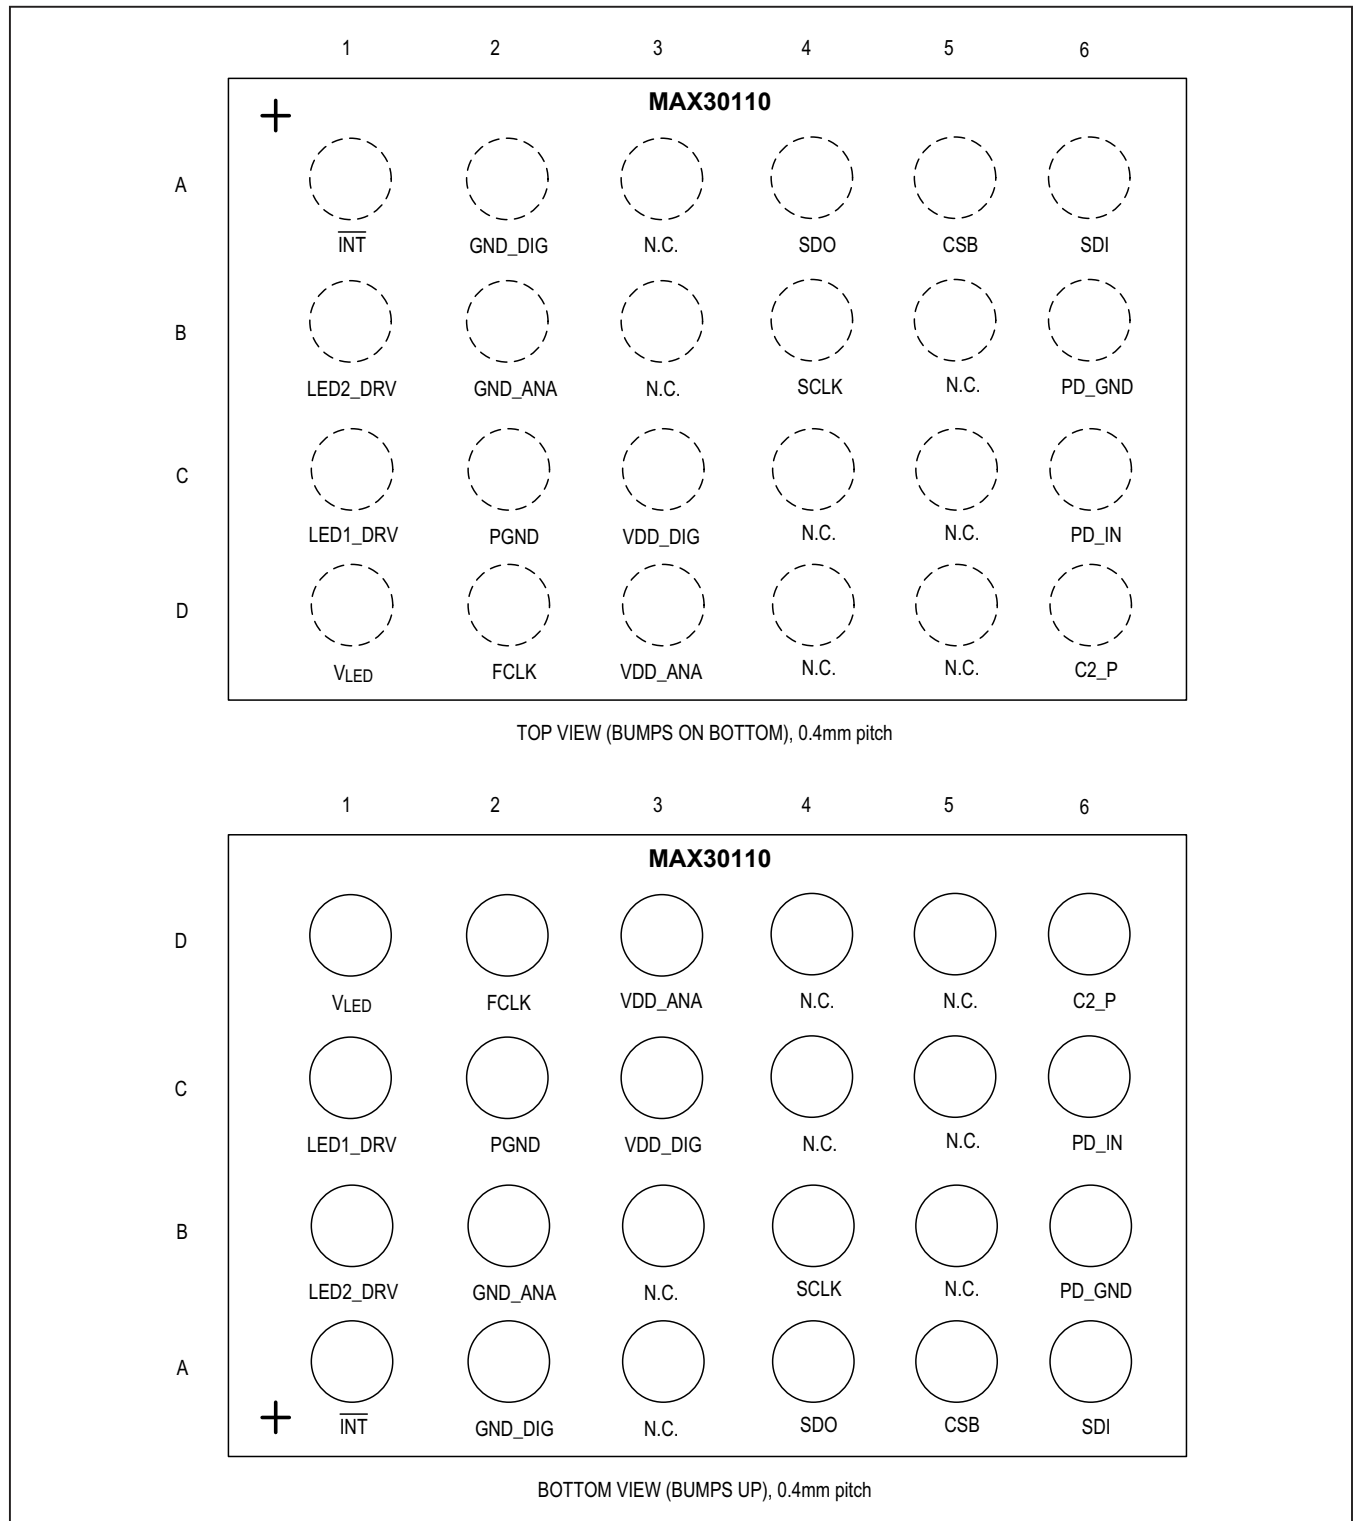 1 2 3 4 5 6
MAX30110
A
INT GND_DIG N.C. SDO CSB SDI
B
LED2_DRV GND_ANA N.C. SCLK N.C. PD_GND
C
LED1_DRV PGND VDD_DIG N.C. N.C. PD_IN
D
VLED FCLK VDD_ANA N.C. N.C. C2_P
TOP VIEW (BUMPS ON BOTTOM), 0.4mm pitch
1 2 3 4 5 6
MAX30110
D
VLED FCLK VDD_ANA N.C. N.C. C2_P
C
LED1_DRV PGND VDD_DIG N.C. N.C. PD_IN
B
LED2_DRV GND_ANA N.C. SCLK N.C. PD_GND
A
INT GND_DIG N.C. SDO CSB SDI
BOTTOM VIEW (BUMPS UP), 0.4mm pitch